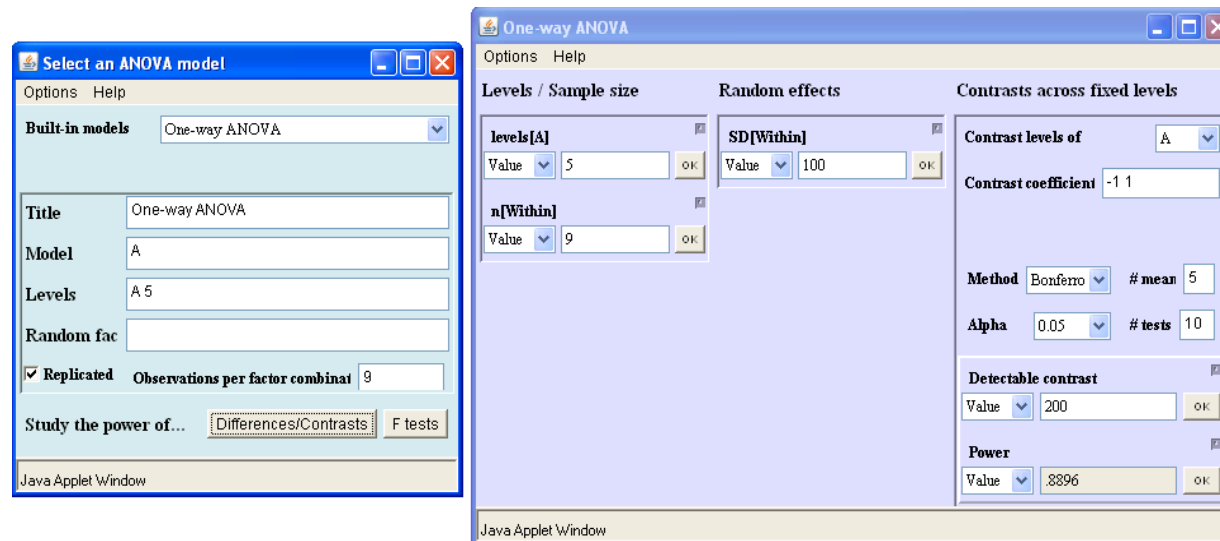 Select an ANOVA model
Options Help
Built-in models One-way ANOVA
Title One-way ANOVA
Model A
Levels A 5
Random fac
Replicated Observations per factor combinat 9
Study the power of... Differences/Contrasts F tests
Java Applet Window
One-way ANOVA
Options Help
Levels / Sample size Random effects Contrasts across fixed levels
levels[A]
Value 5 OK
n[Within]
Value 9 OK
SD[Within]
Value 100 OK
Contrast levels of A
Contrast coefficient -1 1
Method Bonferro # mean 5
Alpha 0.05 # tests 10
Detectable contrast
Value 200 OK
Power
Value .8896 OK
Java Applet Window